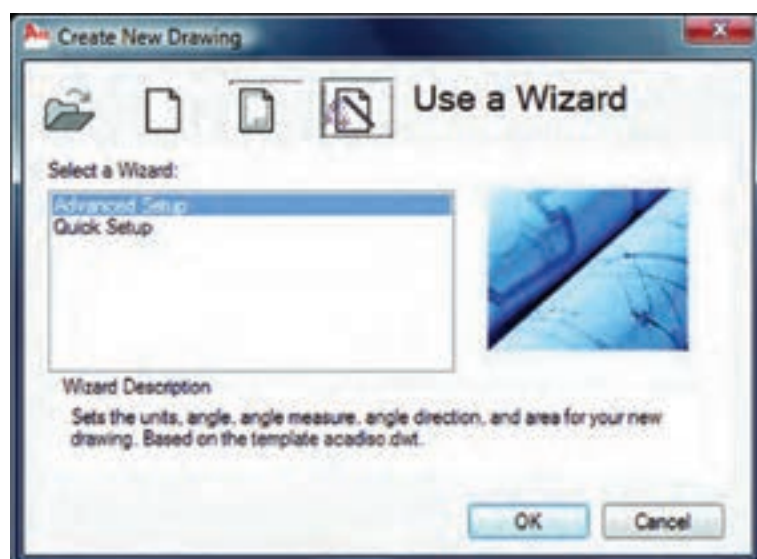 Create New Drawing
Use a Wizard
Select a Wizard:
Advanced Setup
Quick Setup
Wizard Description
Sets the units, angle, angle measure, angle direction, and area for your new
drawing. Based on the template acadiso.dwt.
OK Cancel